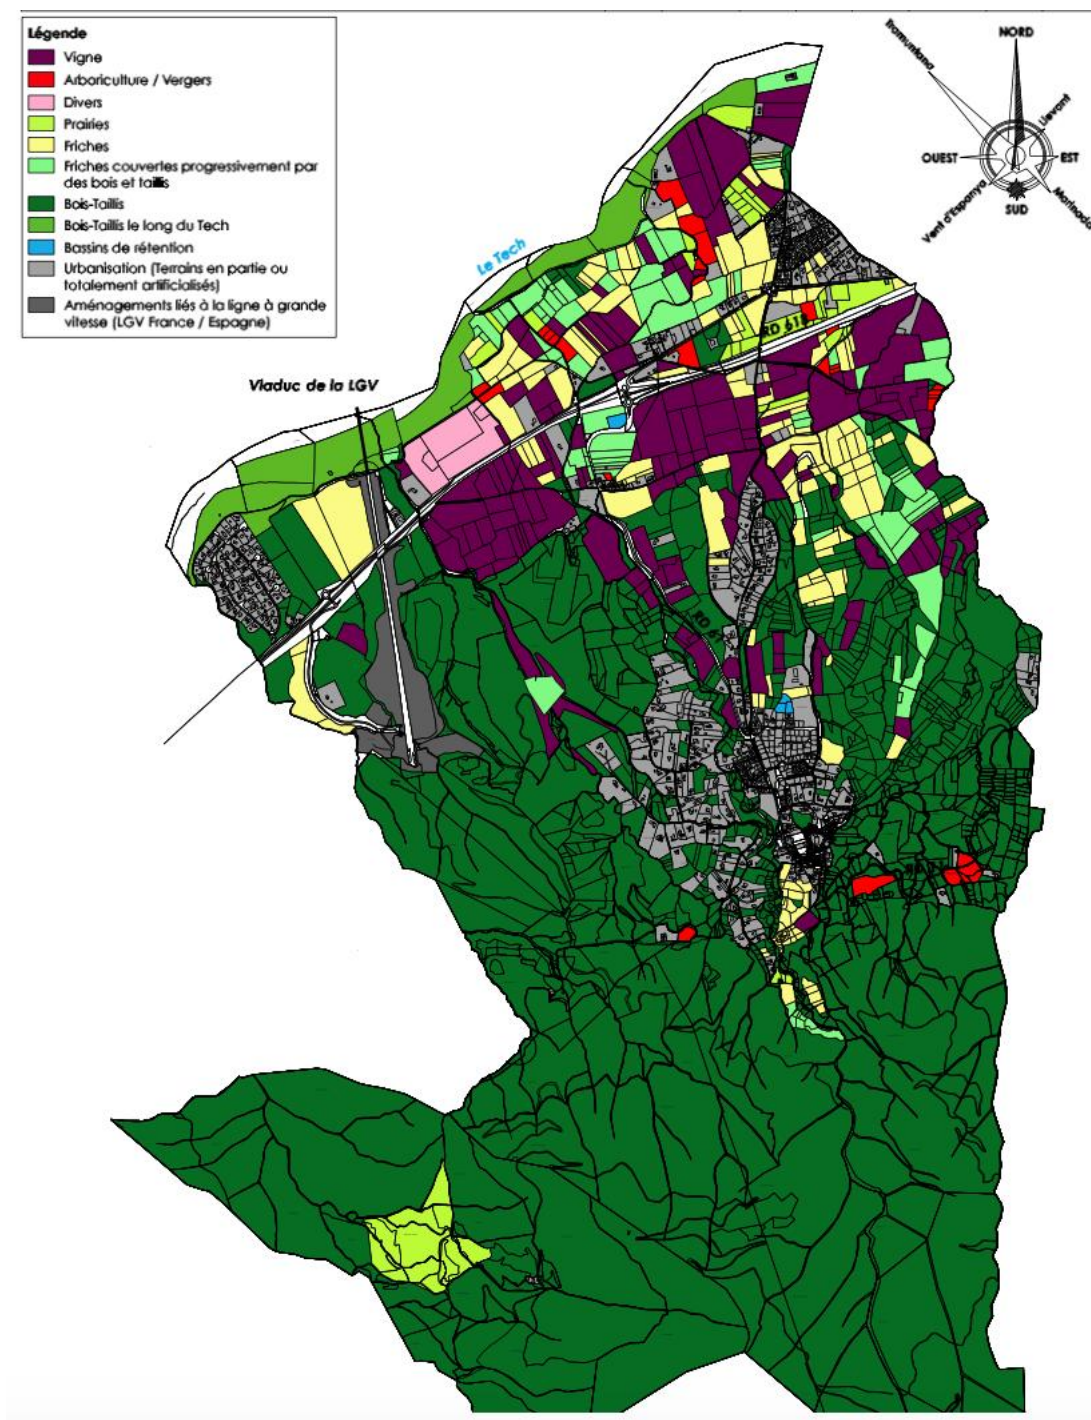 Légende
Vigne
Arboriculture / Vergers
Divers
Prairies
Friches
Friches couvertes progressivement par
des bois et taillis
Bois-Taillis
Bois-Taillis le long du Tech
Bassins de rétention
Urbanisation (Terrains en partie ou
totalement artificialisés)
Aménagements liés à la ligne à grande
vitesse (LGV France / Espagne)
NORD
Tramuntana
Llevant
OUEST
EST
Vent d'Espanya
SUD
Marinada
Le Tech
RD 618
Viaduc de la LGV
RD